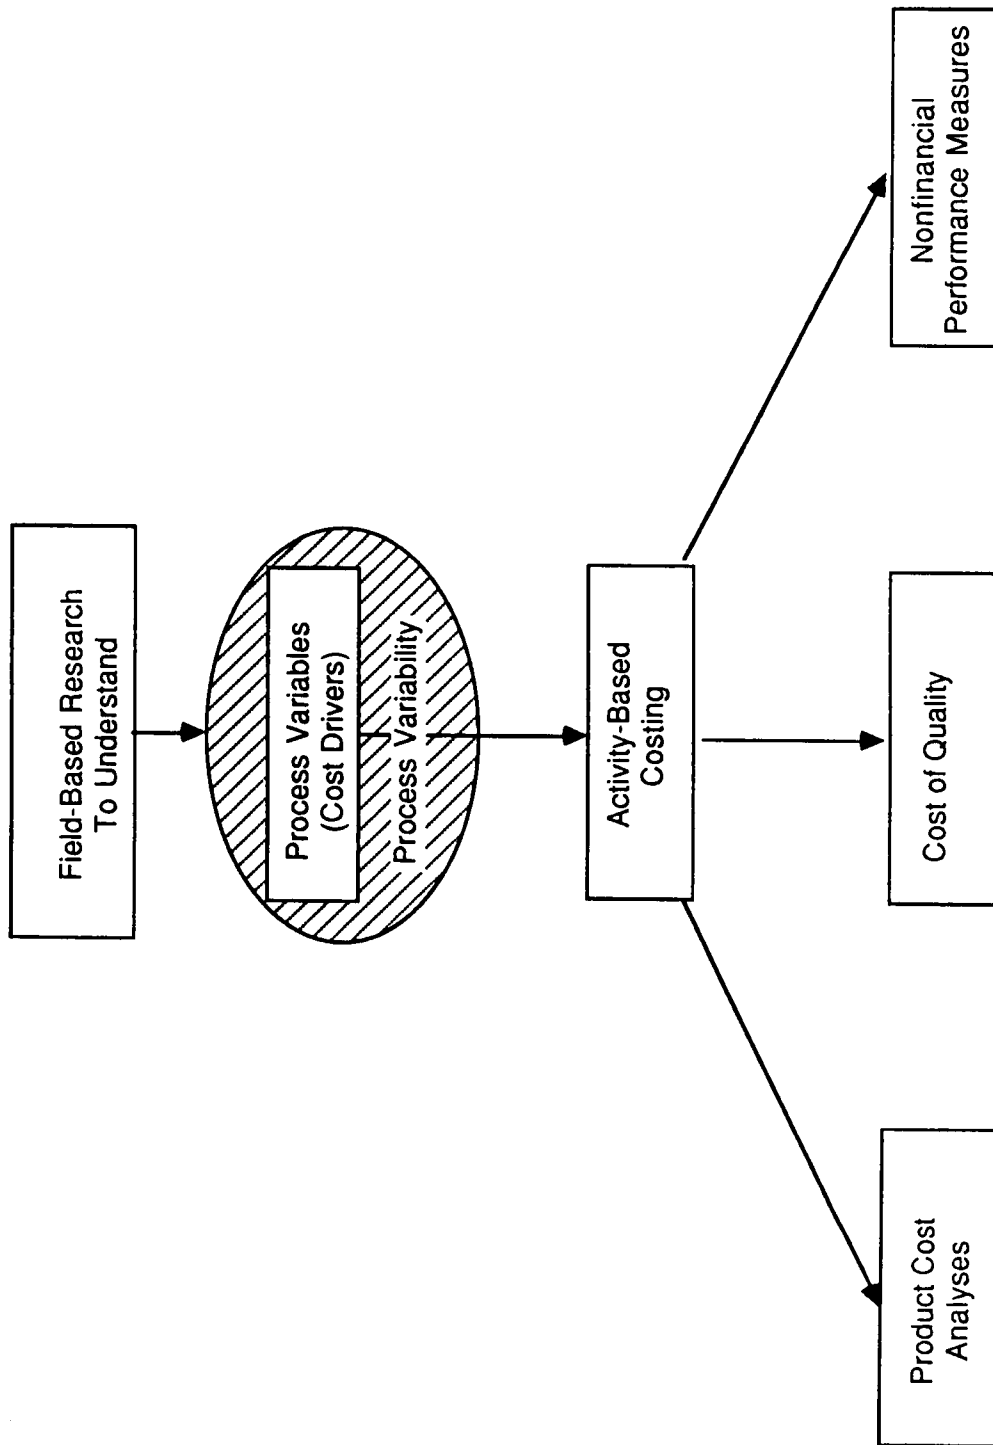 Field-Based Research
To Understand
Process Variables
(Cost Drivers)
Process Variability
Activity-Based
Costing
Product Cost
Analyses
Cost of Quality
Nonfinancial
Performance Measures